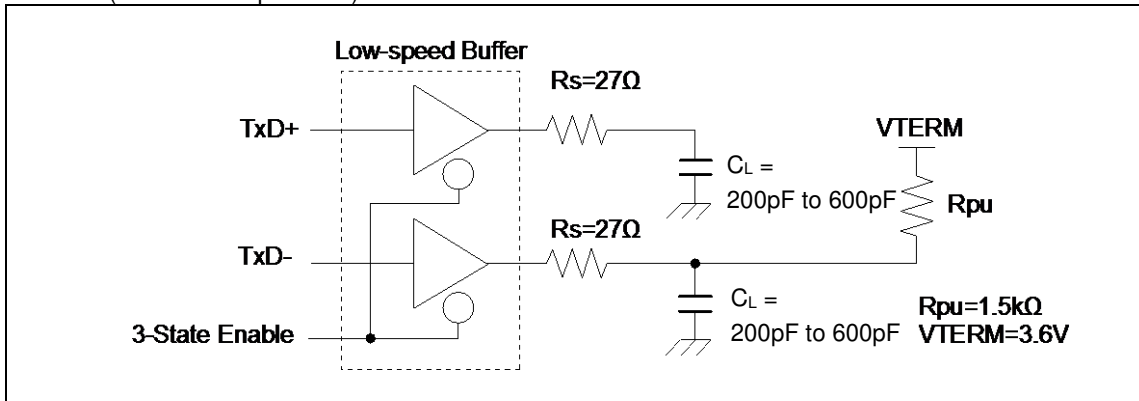 Low-speed Buffer
Rs=27Ω
TxD+
VTERM
CL =
200pF to 600pF
Rpu
Rs=27Ω
TxD-
CL =
200pF to 600pF
Rpu=1.5kΩ
VTERM=3.6V
3-State Enable